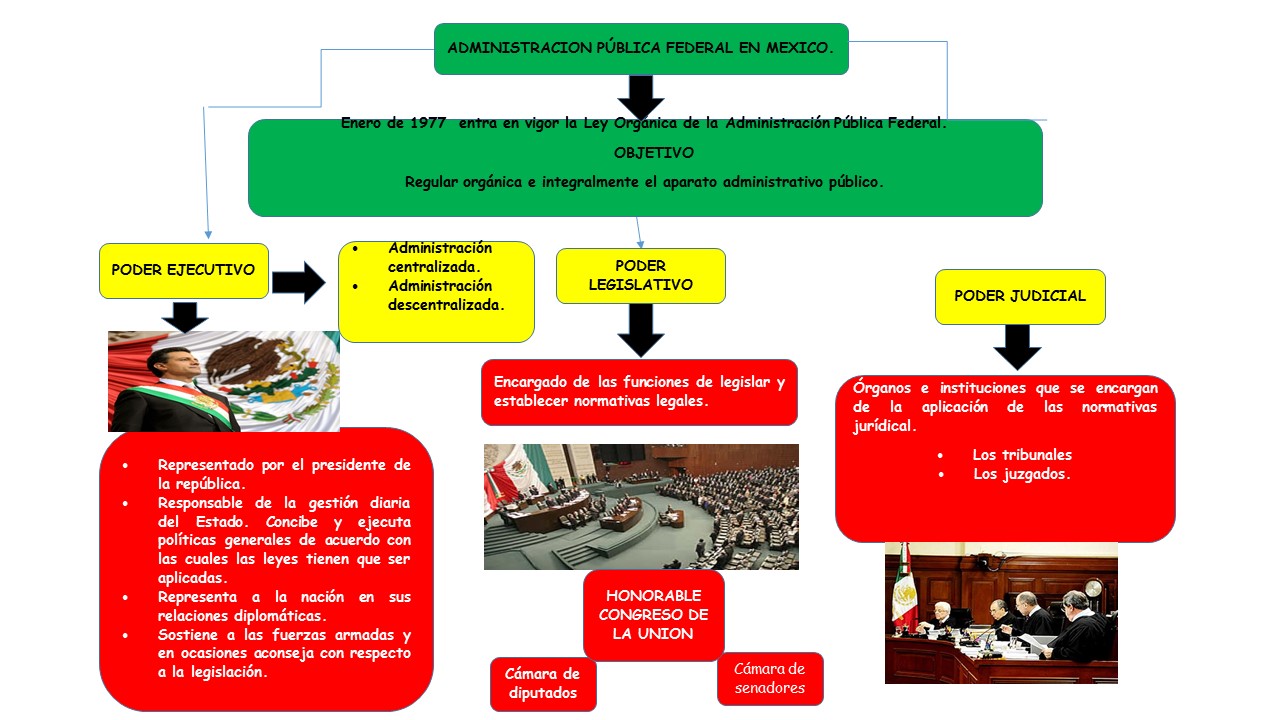 ADMINISTRACION PÚBLICA FEDERAL EN MEXICO.
Enero de 1977 entra en vigor la Ley Orgánica de la Administración Pública Federal.
OBJETIVO
Regular orgánica e integralmente el aparato administrativo público.
PODER EJECUTIVO
• Administración
centralizada.
• Administración
descentralizada.
• Representado por el presidente de
la república.
• Responsable de la gestión diaria
del Estado. Concibe y ejecuta
políticas generales de acuerdo con
las cuales las leyes tienen que ser
aplicadas.
• Representa a la nación en sus
relaciones diplomáticas.
• Sostiene a las fuerzas armadas y
en ocasiones aconseja con respecto
a la legislación.
PODER
LEGISLATIVO
Encargado de las funciones de legislar y
establecer normativas legales.
HONORABLE
CONGRESO DE
LA UNION
Cámara de
diputados
Cámara de
senadores
PODER JUDICIAL
Órganos e instituciones que se encargan
de la aplicación de las normativas
jurídical.
• Los tribunales
• Los juzgados.